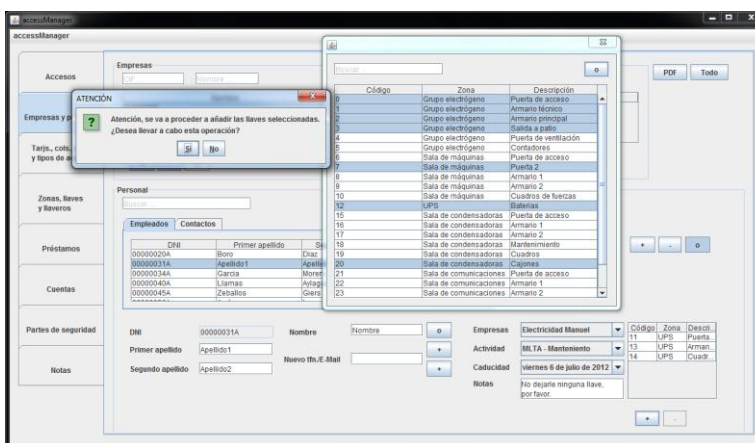 accessManager
accessManager
Accesos
Empresas y p
Tarjs., cols,
y tipos de a
Zonas, llaves
y llaveros
Préstamos
Cuentas
Partes de seguridad
Notas
Empresas
CIF
Nombre
PDF
Todo
ATENCIÓN
Atención, se va a proceder a añadir las llaves seleccionadas.
¿Desea llevar a cabo esta operación?
Sí
No
Buscar...
o
Código Zona Descripción
0 Grupo electrógeno Puerta de acceso
1 Grupo electrógeno Armario técnico
2 Grupo electrógeno Armario principal
3 Grupo electrógeno Salida a patio
4 Grupo electrógeno Puerta de ventilación
5 Grupo electrógeno Contadores
6 Sala de máquinas Puerta de acceso
7 Sala de máquinas Puerta 2
8 Sala de máquinas Armario 1
9 Sala de máquinas Armario 2
10 Sala de máquinas Cuadros de fuerzas
12 UPS Baterias
15 Sala de condensadoras Puerta de acceso
16 Sala de condensadoras Armario 1
17 Sala de condensadoras Armario 2
18 Sala de condensadoras Mantenimiento
19 Sala de condensadoras Cuadros
20 Sala de condensadoras Cajones
21 Sala de comunicaciones Puerta de acceso
22 Sala de comunicaciones Armario 1
23 Sala de comunicaciones Armario 2
Personal
Buscar...
Empleados Contactos
DNI Primer apellido Se
00000020A Boro Díaz
00000031A Apellido1 Apelli
00000034A Garcia Moren
00000040A Llamas Aylag
00000045A Zeballos Giers
+ - o
DNI 00000031A
Primer apellido Apellido1
Segundo apellido Apellido2
Nombre Nombre o
+
Nuevo tfn./E-Mail +
Empresas Electricidad Manuel
Actividad MLTA - Manteniento
Caducidad viernes 6 de julio de 2012
Notas No dejarle ninguna llave,
por favor.
Código Zona Descri...
11 UPS Puerta...
13 UPS Arman...
14 UPS Cuadr...
+ -